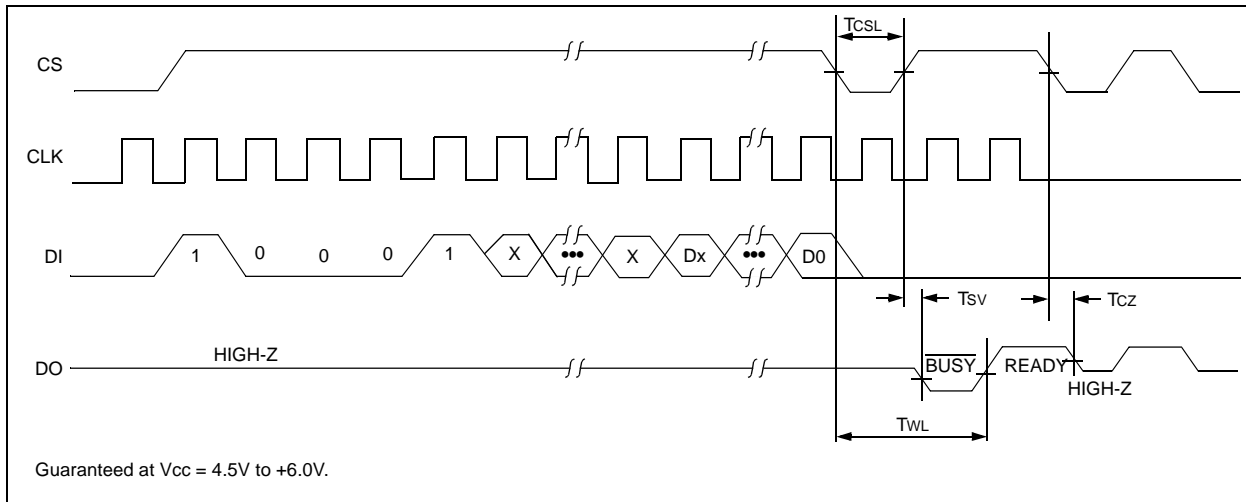 TCSL
CS
CLK
DI 1 0 0 0 1 X ••• X Dx ••• D0
TSV TCZ
DO HIGH-Z BUSY READY HIGH-Z
TWL
Guaranteed at Vcc = 4.5V to +6.0V.